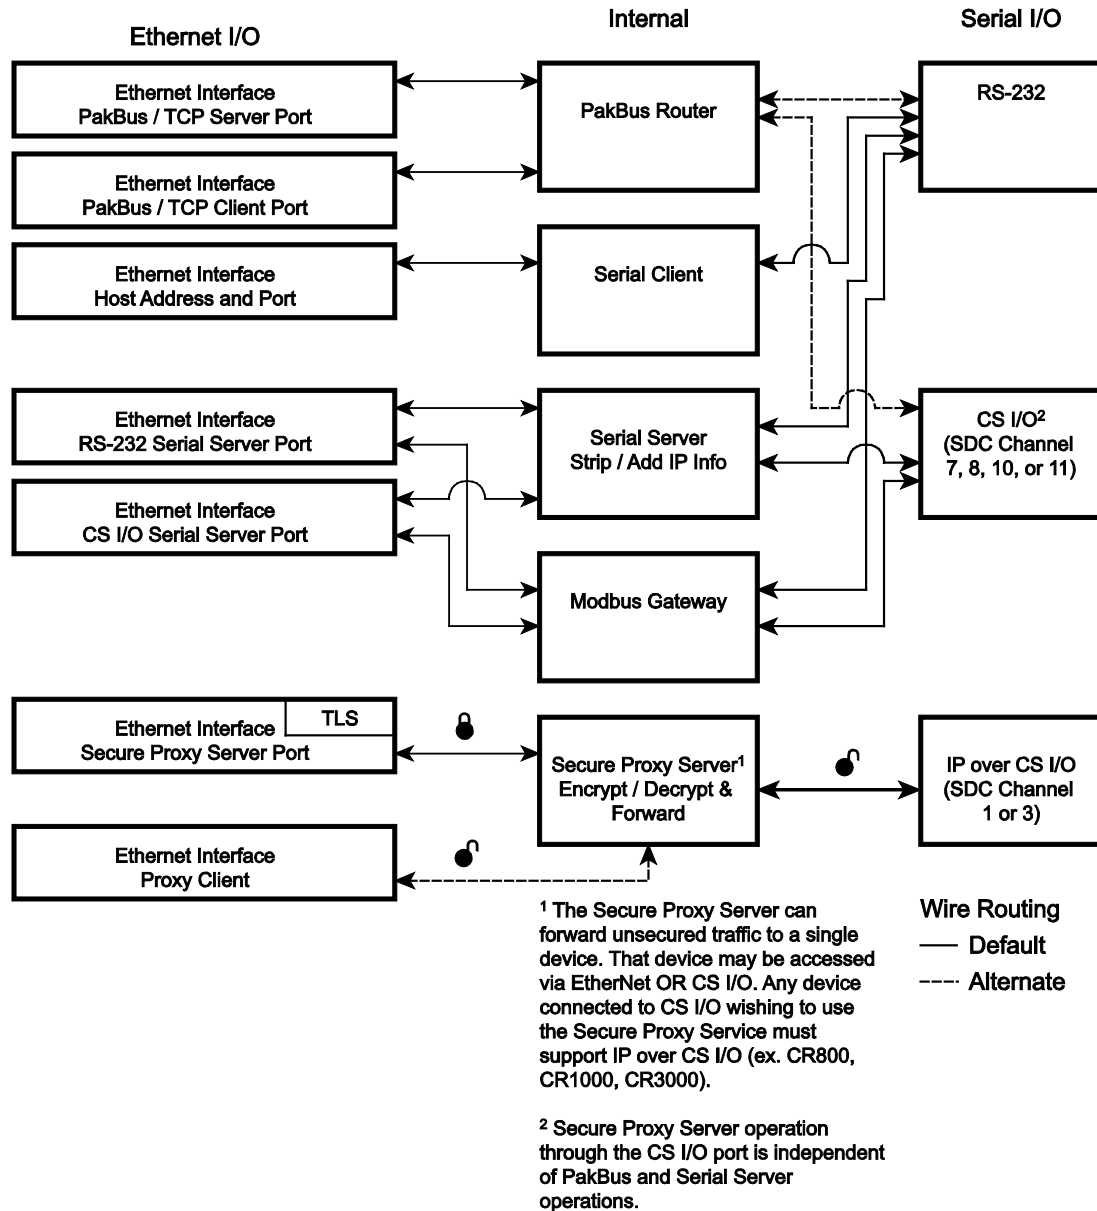 Ethernet I/O
Internal
Serial I/O
Ethernet Interface
PakBus / TCP Server Port
PakBus Router
RS-232
Ethernet Interface
PakBus / TCP Client Port
Ethernet Interface
Host Address and Port
Serial Client
Ethernet Interface
RS-232 Serial Server Port
Serial Server
Strip / Add IP Info
CS I/O²
(SDC Channel
7, 8, 10, or 11)
Ethernet Interface
CS I/O Serial Server Port
Modbus Gateway
TLS
Ethernet Interface
Secure Proxy Server Port
Secure Proxy Server¹
Encrypt / Decrypt &
Forward
IP over CS I/O
(SDC Channel
1 or 3)
Ethernet Interface
Proxy Client
¹ The Secure Proxy Server can
forward unsecured traffic to a single
device. That device may be accessed
via EtherNet OR CS I/O. Any device
connected to CS I/O wishing to use
the Secure Proxy Service must
support IP over CS I/O (ex. CR800,
CR1000, CR3000).
² Secure Proxy Server operation
through the CS I/O port is independent
of PakBus and Serial Server
operations.
Wire Routing
Default
Alternate